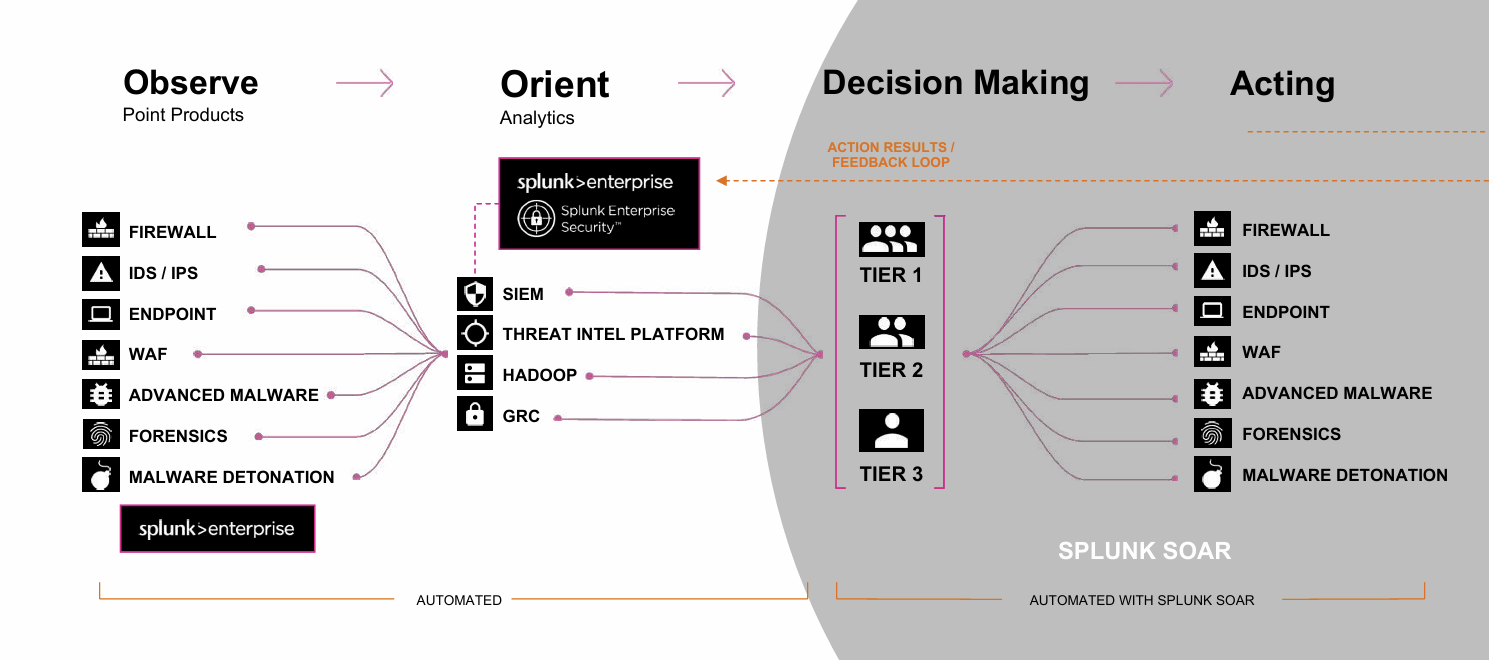 Observe
Point Products
Orient
Analytics
Decision Making
Acting
ACTION RESULTS /
FEEDBACK LOOP
splunk>enterprise
Splunk Enterprise
Security™
FIREWALL
IDS / IPS
ENDPOINT
WAF
ADVANCED MALWARE
FORENSICS
MALWARE DETONATION
splunk>enterprise
SIEM
THREAT INTEL PLATFORM
HADOOP
GRC
TIER 1
TIER 2
TIER 3
FIREWALL
IDS / IPS
ENDPOINT
WAF
ADVANCED MALWARE
FORENSICS
MALWARE DETONATION
SPLUNK SOAR
AUTOMATED
AUTOMATED WITH SPLUNK SOAR